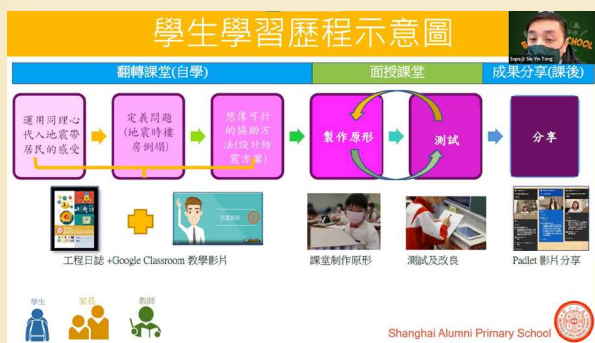 學生學習歷程示意圖
SCHOOL
翻轉課堂(自學)
面授課堂
成果分享(課後)
運用同理心
代入地震帶
居民的感受
定義問題
(地震時樓
房倒塌)
想像可行
的協助方
法(設計防
震方案)
製作原形
測試
分享
工程日誌 +Google Classroom 教學影片
課堂制作原形
測試及改良
Padlet 影片分享
學生
家長
教師
Shanghai Alumni Primary School